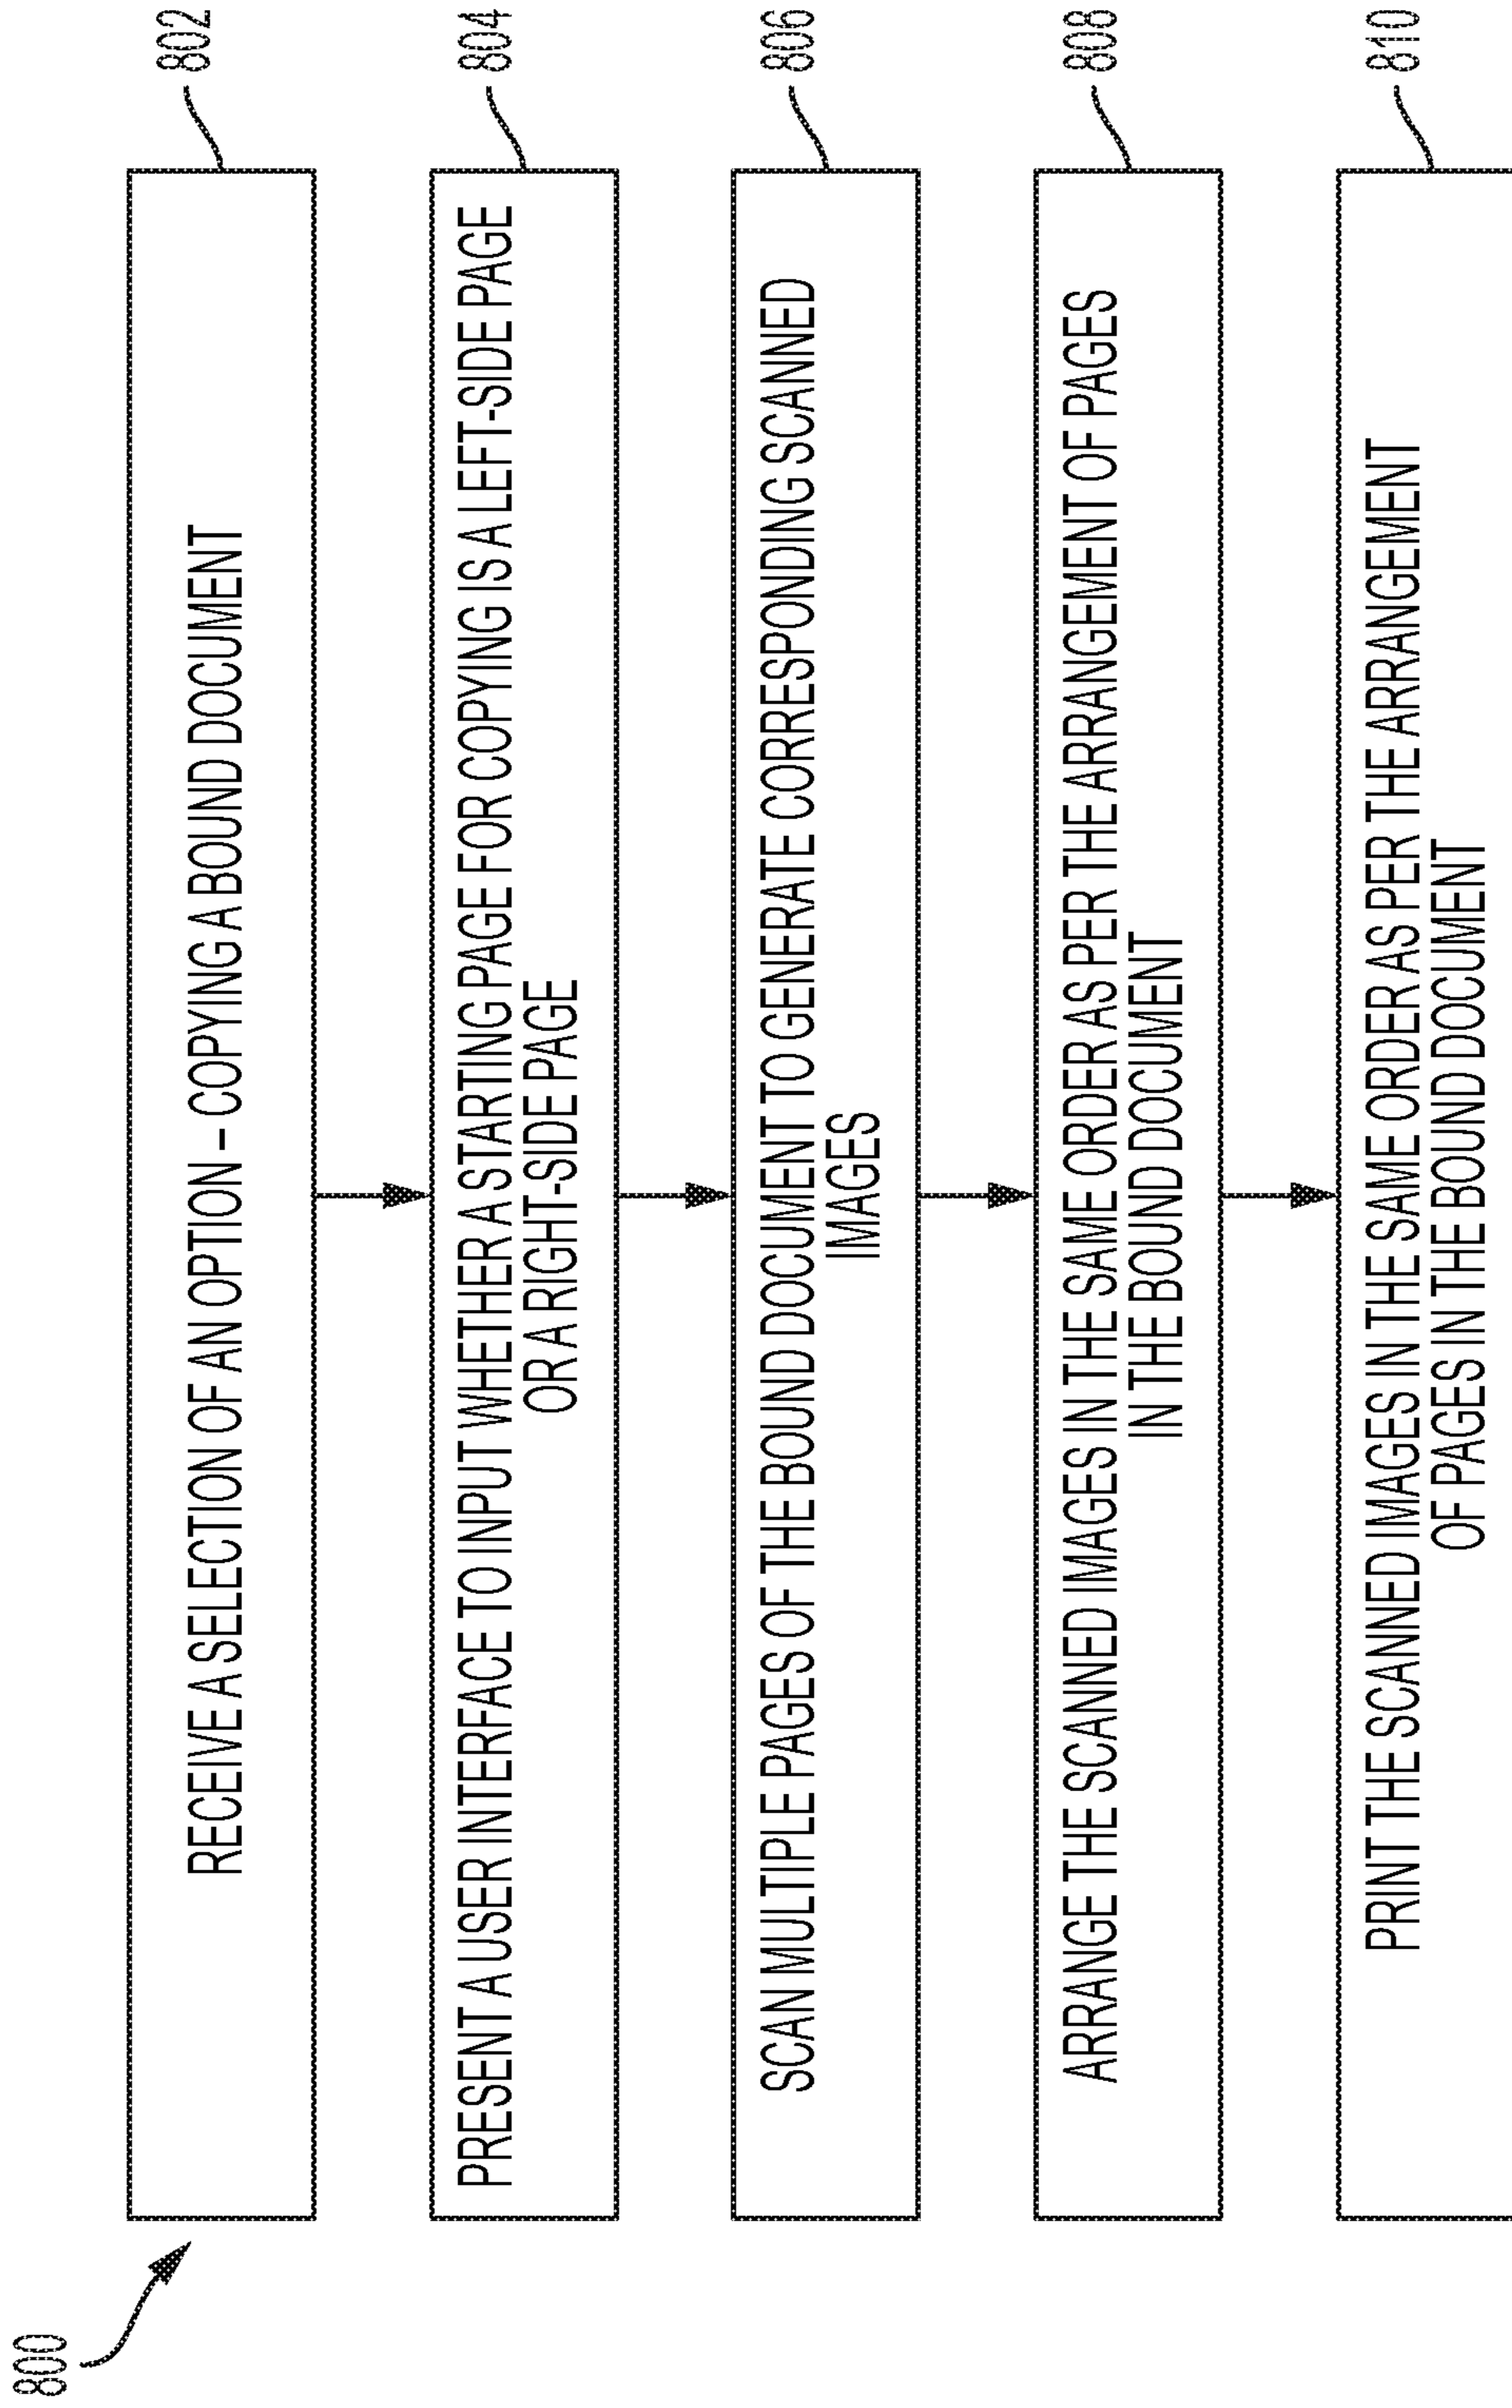 800
RECEIVE A SELECTION OF AN OPTION – COPYING A BOUND DOCUMENT
802
PRESENT A USER INTERFACE TO INPUT WHETHER A STARTING PAGE FOR COPYING IS A LEFT-SIDE PAGE
OR A RIGHT-SIDE PAGE
804
SCAN MULTIPLE PAGES OF THE BOUND DOCUMENT TO GENERATE CORRESPONDING SCANNED
IMAGES
806
ARRANGE THE SCANNED IMAGES IN THE SAME ORDER AS PER THE ARRANGEMENT OF PAGES
IN THE BOUND DOCUMENT
808
PRINT THE SCANNED IMAGES IN THE SAME ORDER AS PER THE ARRANGEMENT
OF PAGES IN THE BOUND DOCUMENT
810